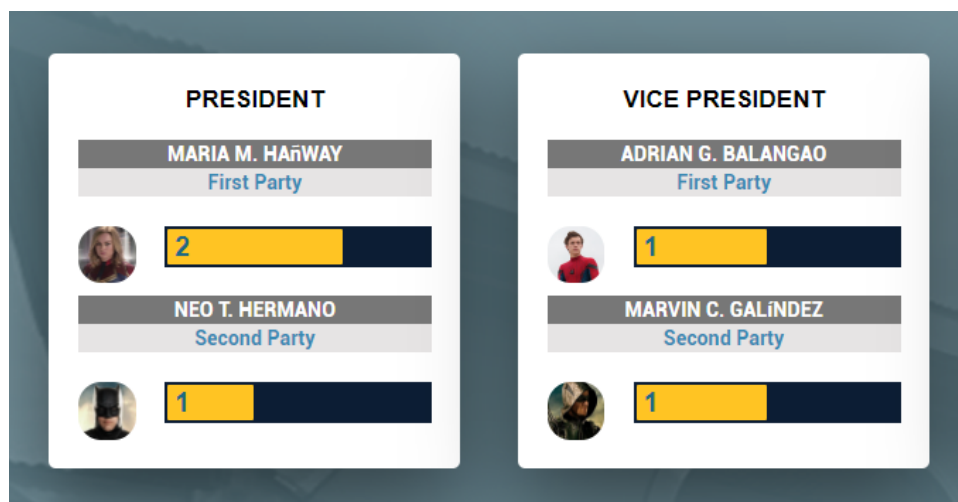 PRESIDENT
MARIA M. HAñWAY
First Party
2
NEO T. HERMANO
Second Party
1
VICE PRESIDENT
ADRIAN G. BALANGAO
First Party
1
MARVIN C. GALíNDEZ
Second Party
1